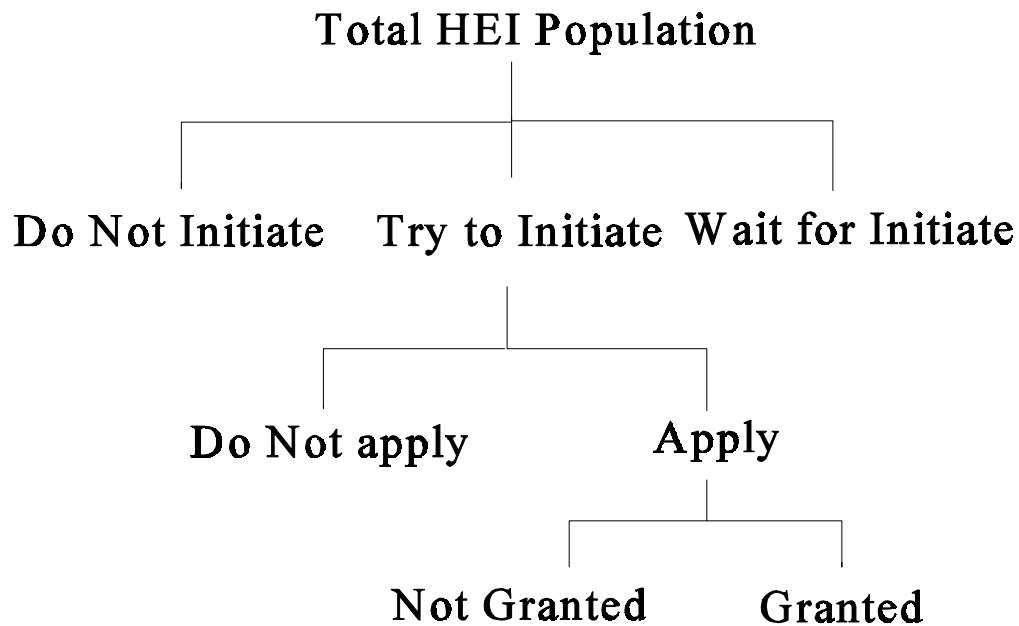 Total HEI Population
Do Not Initiate Try to Initiate Wait for Initiate
Do Not apply Apply
Not Granted Granted